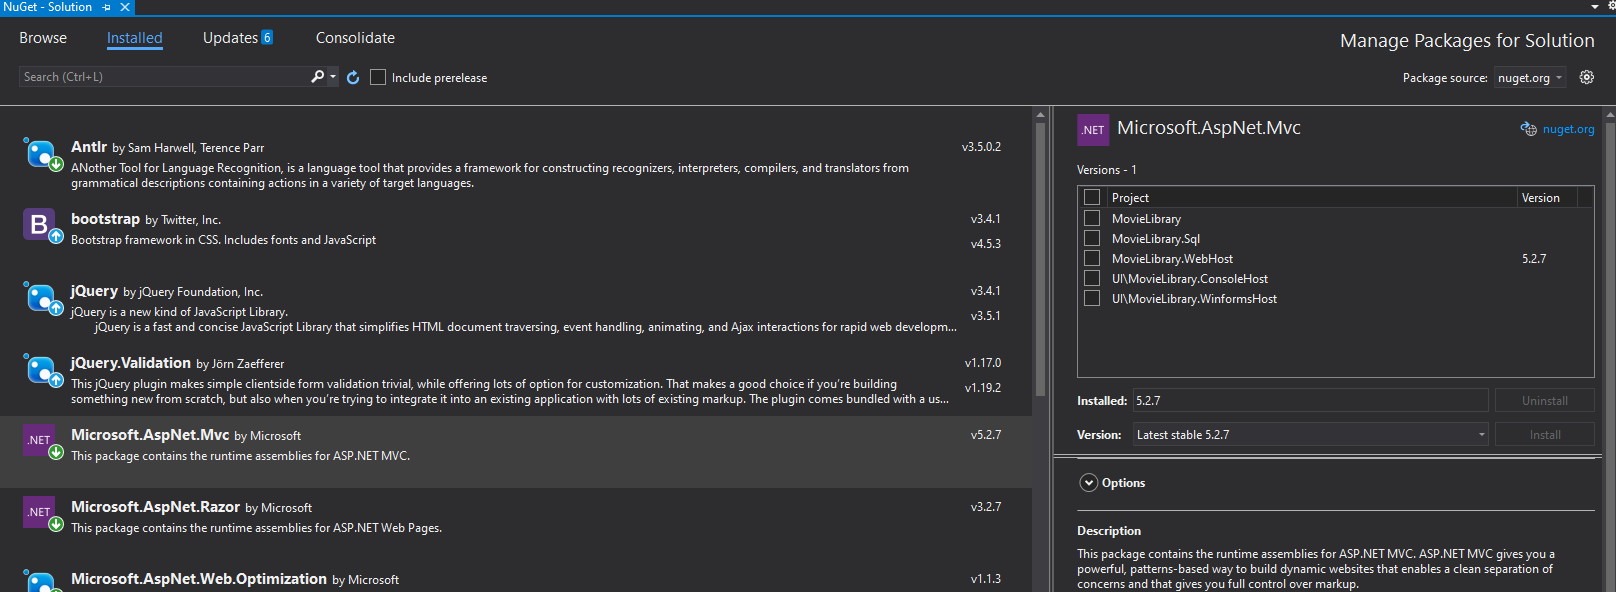 NuGet - Solution
Browse
Installed
Updates 6
Consolidate
Manage Packages for Solution
Search (Ctrl+L)
Include prerelease
Package source: nuget.org
Antlr by Sam Harwell, Terence Parr
v3.5.0.2
ANother Tool for Language Recognition, is a language tool that provides a framework for constructing recognizers, interpreters, compilers, and translators from
grammatical descriptions containing actions in a variety of target languages.
B
bootstrap by Twitter, Inc.
v3.4.1
Bootstrap framework in CSS. Includes fonts and JavaScript
v4.5.3
jQuery by jQuery Foundation, Inc.
v3.4.1
jQuery is a new kind of JavaScript Library.
v3.5.1
jQuery is a fast and concise JavaScript Library that simplifies HTML document traversing, event handling, animating, and Ajax interactions for rapid web developm...
jQuery.Validation by Jörn Zaefferer
v1.17.0
This jQuery plugin makes simple clientside form validation trivial, while offering lots of option for customization. That makes a good choice if you're building
v1.19.2
something new from scratch, but also when you're trying to integrate it into an existing application with lots of existing markup. The plugin comes bundled with a us...
.NET
Microsoft.AspNet.Mvc by Microsoft
v5.2.7
This package contains the runtime assemblies for ASP.NET MVC.
.NET
Microsoft.AspNet.Razor by Microsoft
v3.2.7
This package contains the runtime assemblies for ASP.NET Web Pages.
Microsoft.AspNet.Web.Optimization by Microsoft
v1.1.3
.NET
Microsoft.AspNet.Mvc
nuget.org
Versions - 1
Project
Version
MovieLibrary
MovieLibrary.Sql
MovieLibrary.WebHost
5.2.7
UI\MovieLibrary.ConsoleHost
UI\MovieLibrary.WinformsHost
Installed: 5.2.7
Uninstall
Version: Latest stable 5.2.7
Install
Options
Description
This package contains the runtime assemblies for ASP.NET MVC. ASP.NET MVC gives you a
powerful, patterns-based way to build dynamic websites that enables a clean separation of
concerns and that gives you full control over markup.